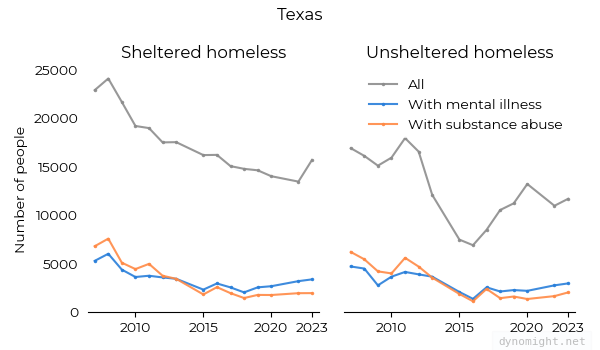 Texas
Sheltered homeless
Unsheltered homeless
Number of people
25000
20000
15000
10000
5000
0
All
With mental illness
With substance abuse
2010 2015 2020 2023
2010 2015 2020 2023
dynomight.net